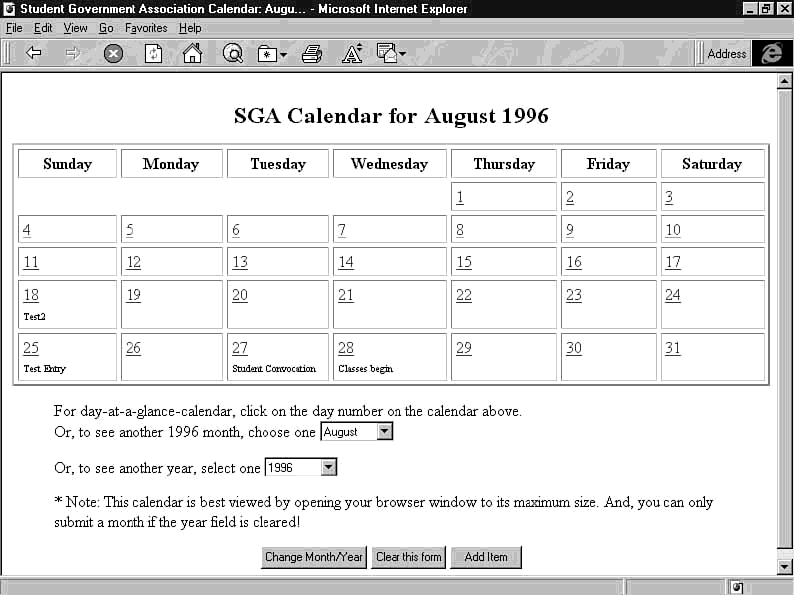 Student Government Association Calendar: Augu... - Microsoft Internet Explorer
File Edit View Go Favorites Help
Address
SGA Calendar for August 1996
Sunday Monday Tuesday Wednesday Thursday Friday Saturday
1 2 3
4 5 6 7 8 9 10
11 12 13 14 15 16 17
18 19 20 21 22 23 24
Test2
25 26 27 28 29 30 31
Test Entry Student Convocation Classes begin
For day-at-a-glance-calendar, click on the day number on the calendar above.
Or, to see another 1996 month, choose one August
Or, to see another year, select one 1996
* Note: This calendar is best viewed by opening your browser window to its maximum size. And, you can only
submit a month if the year field is cleared!
Change Month/Year Clear this form Add Item